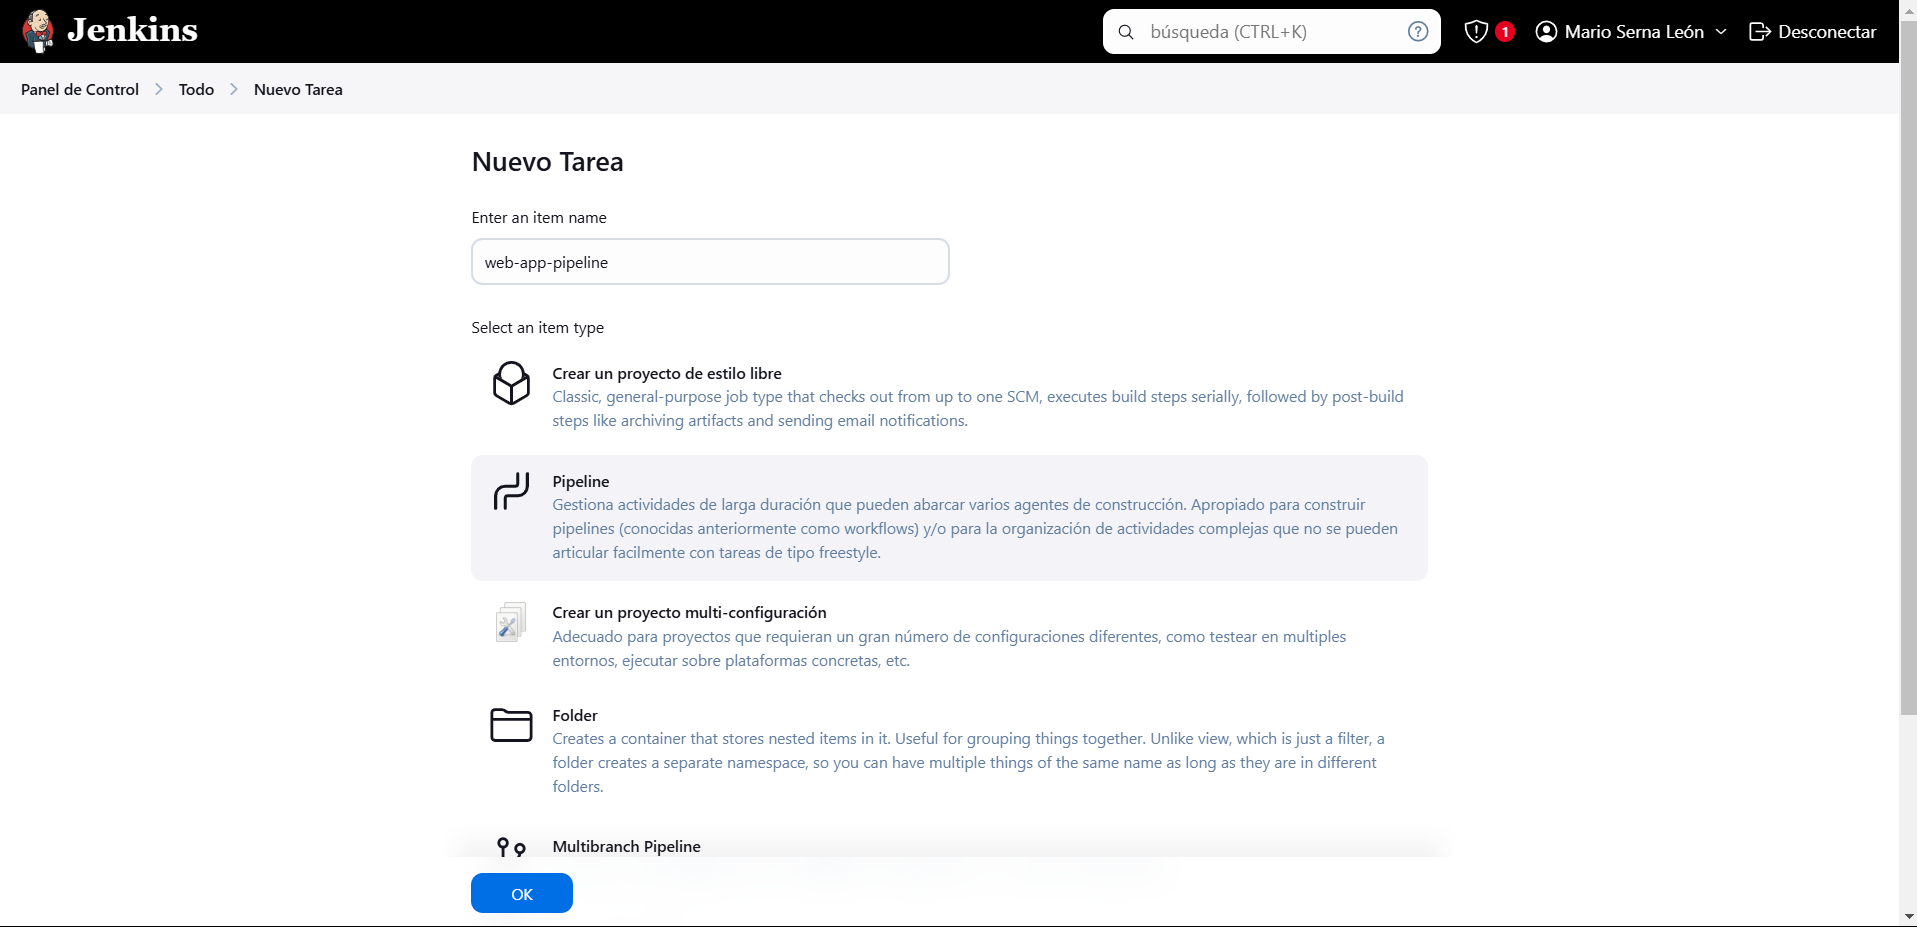 Jenkins
búsqueda (CTRL+K)
?
1
Mario Serna León
Desconectar
Panel de Control
Todo
Nuevo Tarea
Nuevo Tarea
Enter an item name
web-app-pipeline
Select an item type
Crear un proyecto de estilo libre
Classic, general-purpose job type that checks out from up to one SCM, executes build steps serially, followed by post-build
steps like archiving artifacts and sending email notifications.
Pipeline
Gestiona actividades de larga duración que pueden abarcar varios agentes de construcción. Apropiado para construir
pipelines (conocidas anteriormente como workflows) y/o para la organización de actividades complejas que no se pueden
articular facilmente con tareas de tipo freestyle.
Crear un proyecto multi-configuración
Adecuado para proyectos que requieran un gran número de configuraciones diferentes, como testear en multiples
entornos, ejecutar sobre plataformas concretas, etc.
Folder
Creates a container that stores nested items in it. Useful for grouping things together. Unlike view, which is just a filter, a
folder creates a separate namespace, so you can have multiple things of the same name as long as they are in different
folders.
Multibranch Pipeline
OK